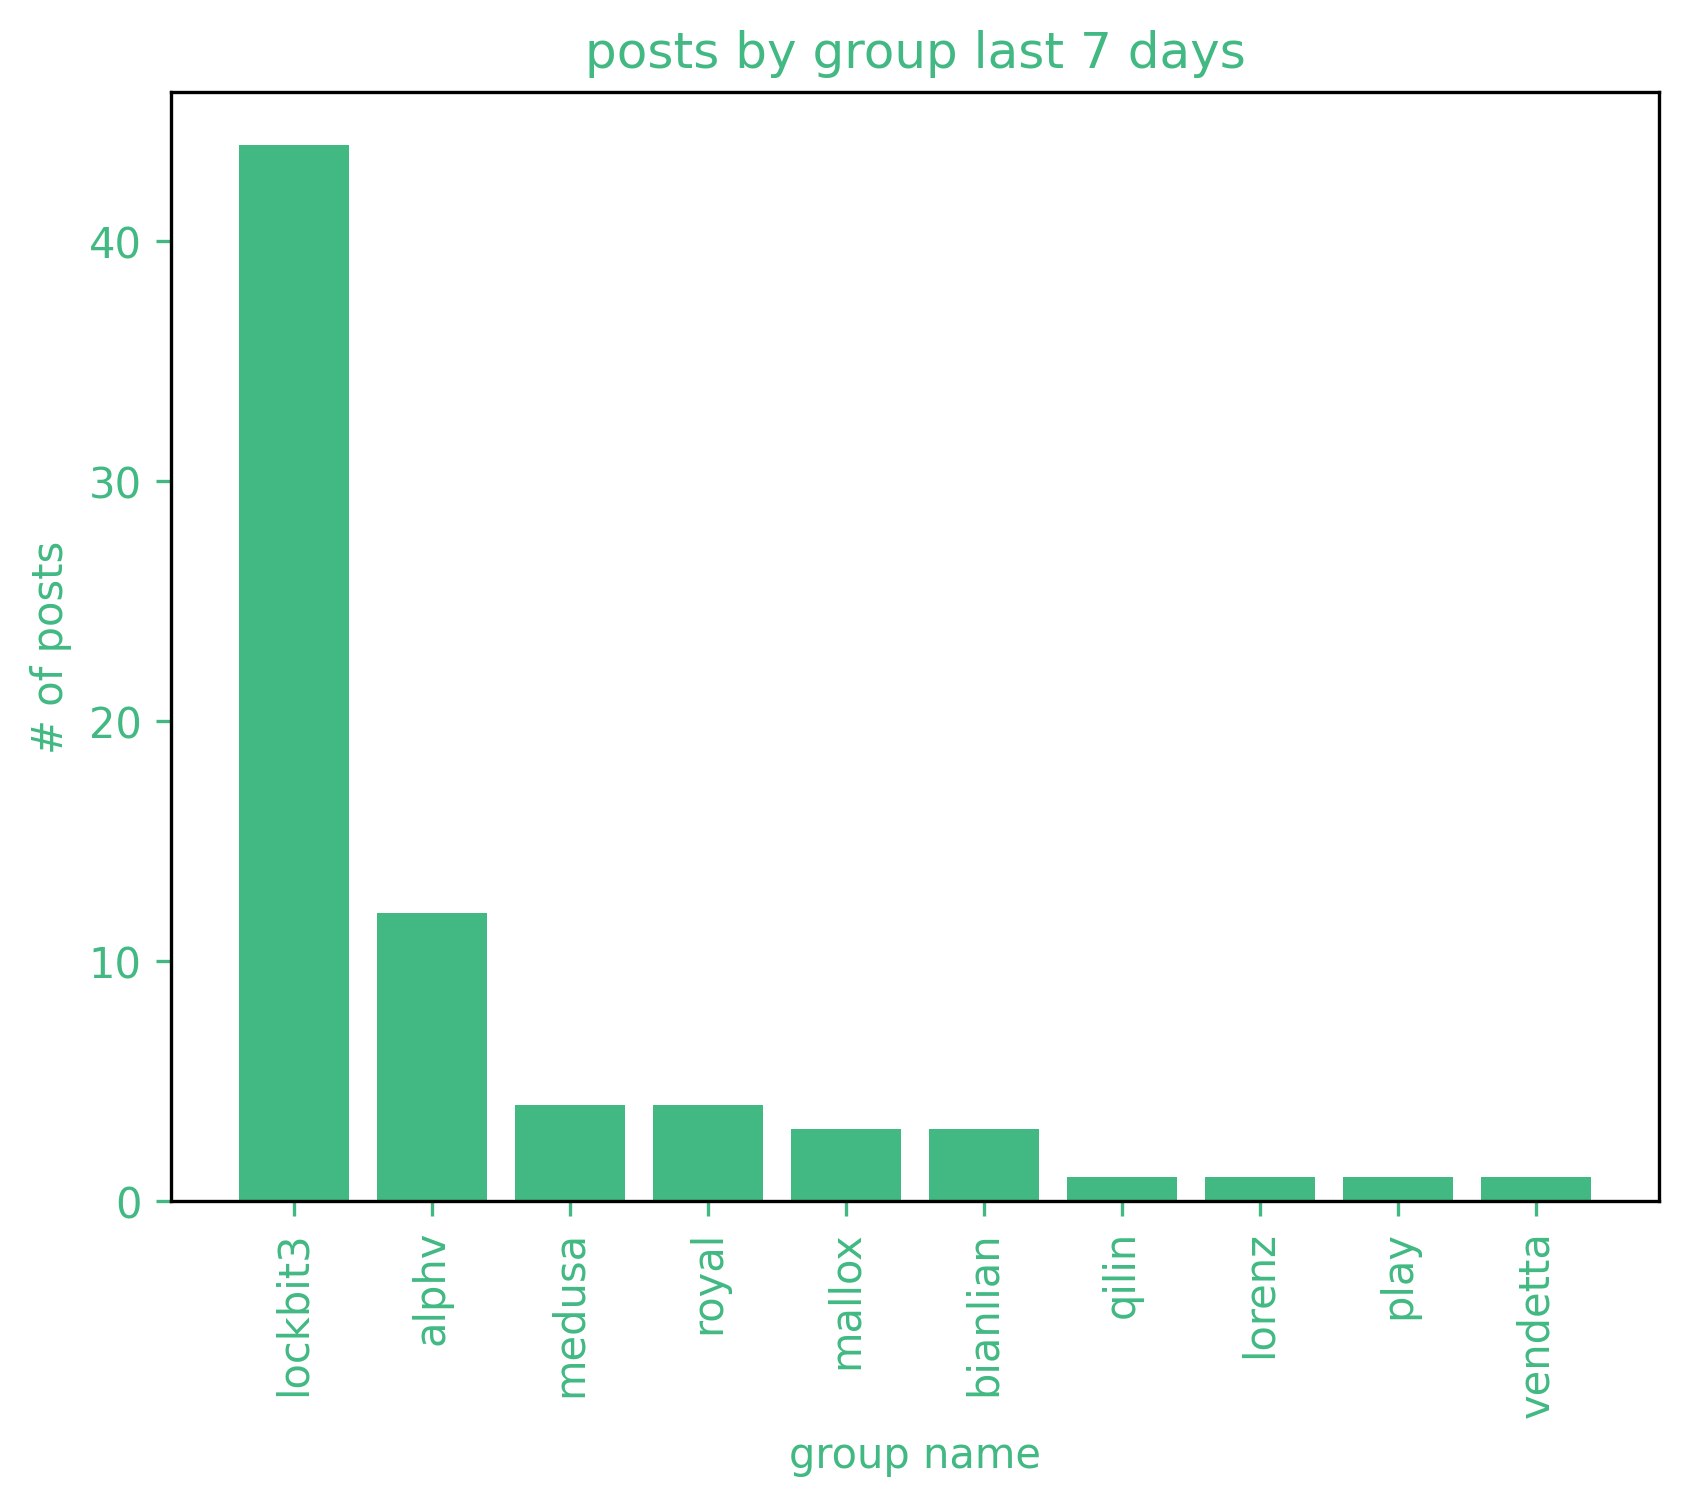 posts by group last 7 days
# of posts
40
30
20
10
0
lockbit3
alphv
medusa
royal
mallox
bianlian
qilin
lorenz
play
vendetta
group name